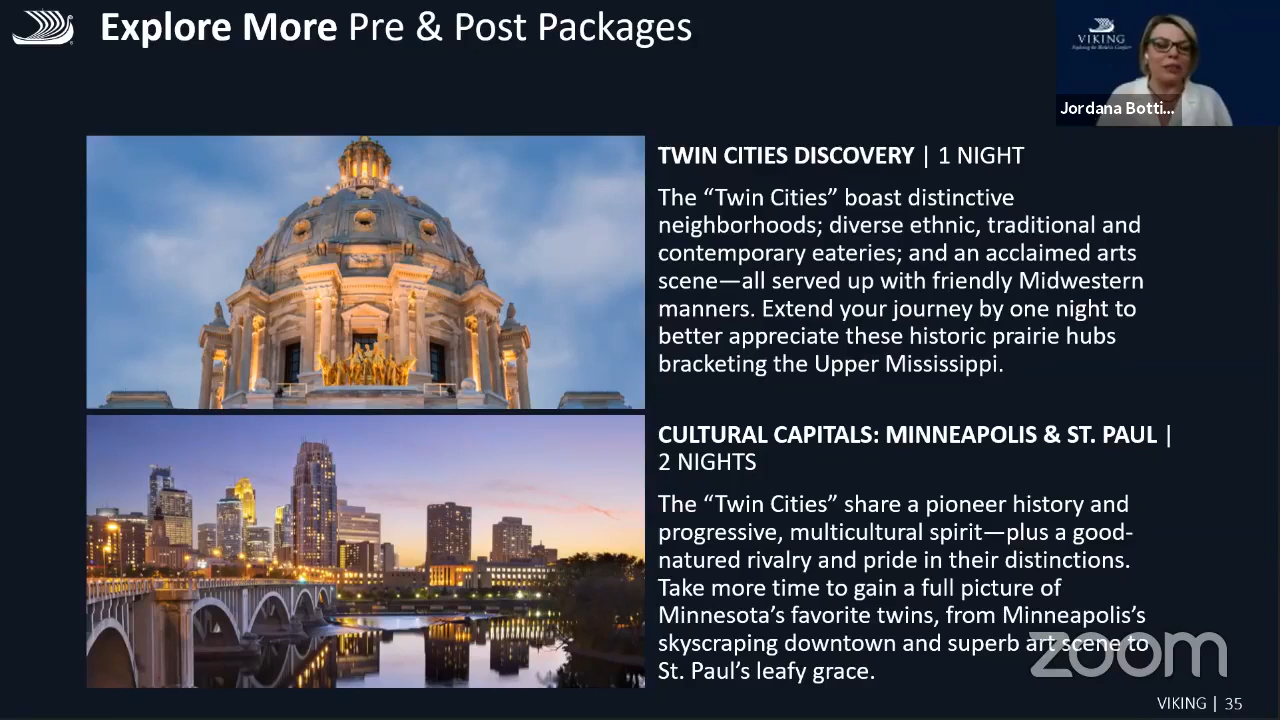 Explore More Pre & Post Packages
VIKING
Jordana Botti...
TWIN CITIES DISCOVERY | 1 NIGHT
The “Twin Cities” boast distinctive
neighborhoods; diverse ethnic, traditional and
contemporary eateries; and an acclaimed arts
scene—all served up with friendly Midwestern
manners. Extend your journey by one night to
better appreciate these historic prairie hubs
bracketing the Upper Mississippi.
CULTURAL CAPITALS: MINNEAPOLIS & ST. PAUL |
2 NIGHTS
The “Twin Cities” share a pioneer history and
progressive, multicultural spirit—plus a good-
natured rivalry and pride in their distinctions.
Take more time to gain a full picture of
Minnesota’s favorite twins, from Minneapolis’s
skyscraping downtown and superb art scene to
St. Paul’s leafy grace.
zoom
VIKING | 35